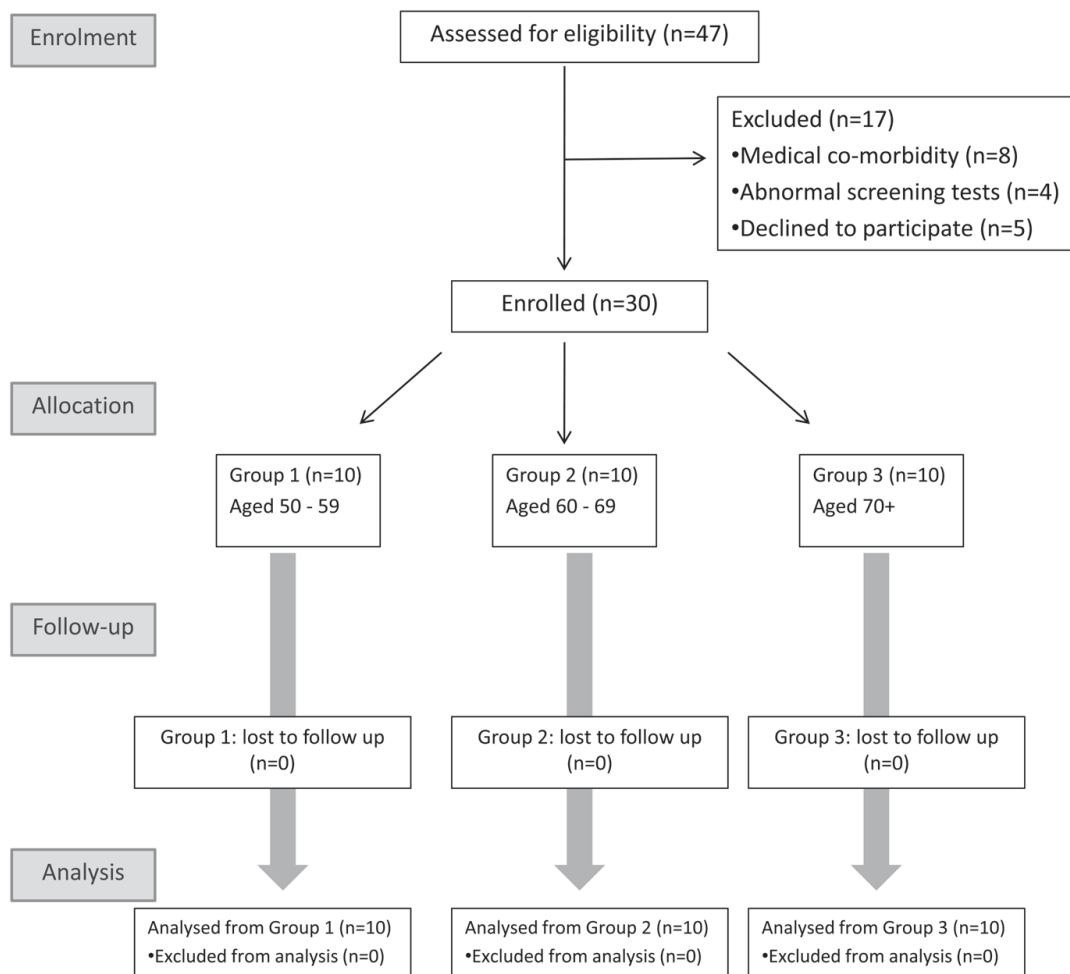 Enrolment
Assessed for eligibility (n=47)
Excluded (n=17)
•Medical co-morbidity (n=8)
•Abnormal screening tests (n=4)
•Declined to participate (n=5)
Enrolled (n=30)
Allocation
Group 1 (n=10)
Aged 50 - 59
Group 2 (n=10)
Aged 60 - 69
Group 3 (n=10)
Aged 70+
Follow-up
Group 1: lost to follow up
(n=0)
Group 2: lost to follow up
(n=0)
Group 3: lost to follow up
(n=0)
Analysis
Analysed from Group 1 (n=10)
•Excluded from analysis (n=0)
Analysed from Group 2 (n=10)
•Excluded from analysis (n=0)
Analysed from Group 3 (n=10)
•Excluded from analysis (n=0)